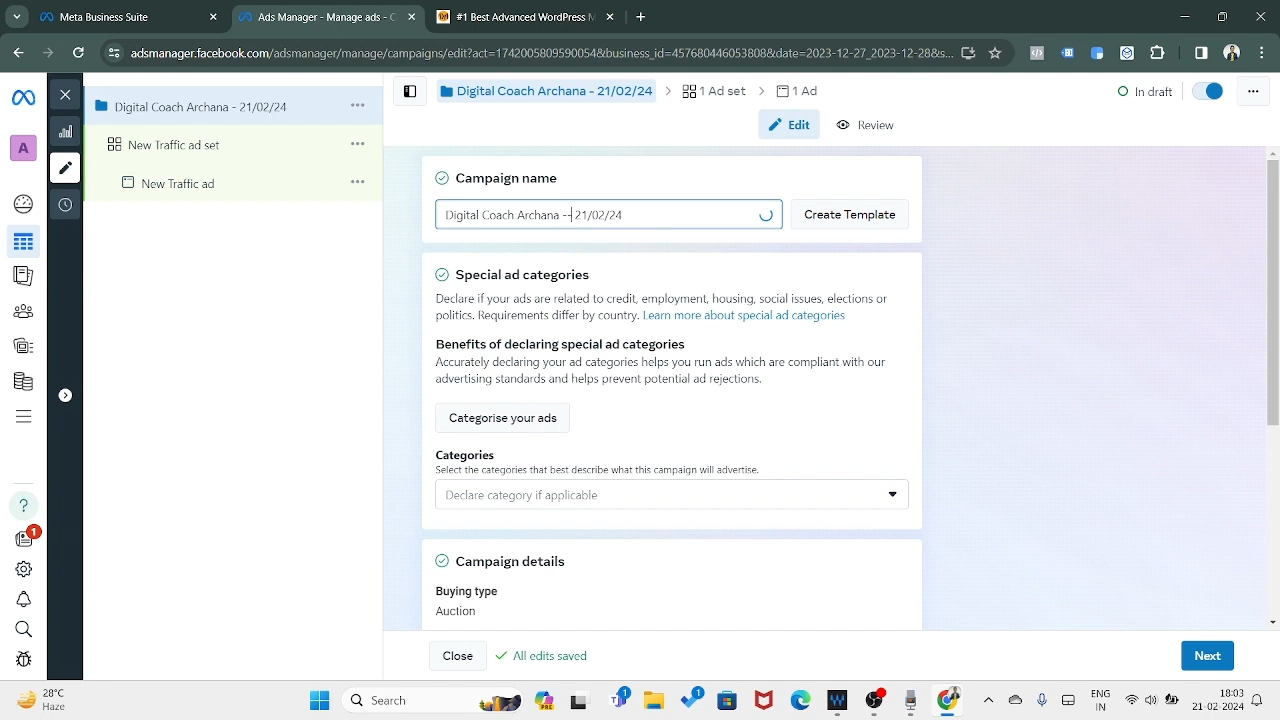 Meta Business Suite
Ads Manager - Manage ads - C
#1 Best Advanced WordPress M
adsmanager.facebook.com/adsmanager/manage/campaigns/edit?act=1742005809590054&business_id=457680446053808&date=2023-12-27_2023-12-28&s...
Digital Coach Archana - 21/02/24
New Traffic ad set
New Traffic ad
A
Digital Coach Archana - 21/02/24
1 Ad set
1 Ad
In draft
Edit
Review
Campaign name
Digital Coach Archana -- 21/02/24
Create Template
Special ad categories
Declare if your ads are related to credit, employment, housing, social issues, elections or
politics. Requirements differ by country. Learn more about special ad categories
Benefits of declaring special ad categories
Accurately declaring your ad categories helps you run ads which are compliant with our
advertising standards and helps prevent potential ad rejections.
Categorise your ads
Categories
Select the categories that best describe what this campaign will advertise.
Declare category if applicable
Campaign details
Buying type
Auction
1
Close
All edits saved
Next
28°C
Haze
Search
1
1
ENG
IN
18:03
21-02-2024